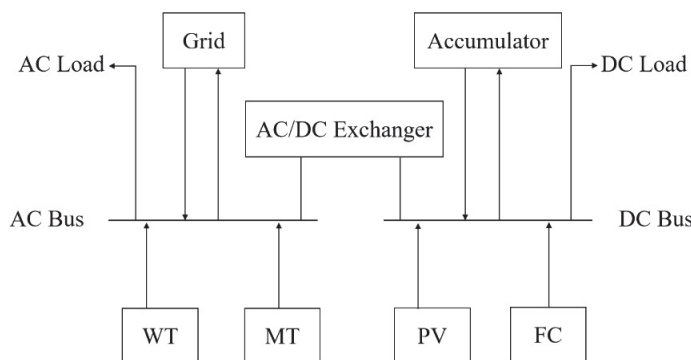 Grid
Accumulator
AC Load
DC Load
AC/DC Exchanger
AC Bus
DC Bus
WT
MT
PV
FC